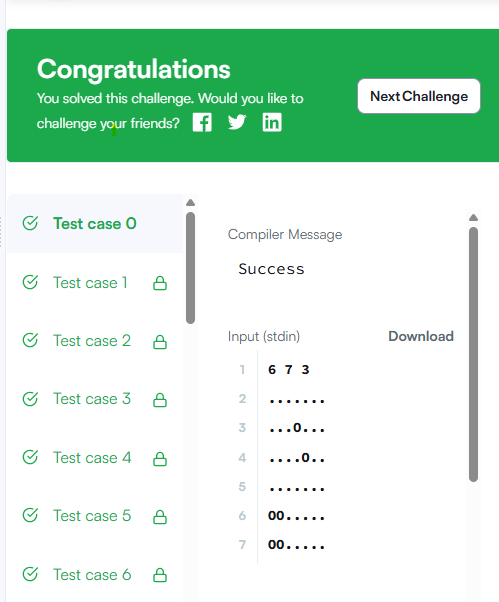 Congratulations
You solved this challenge. Would you like to
challenge your friends?
Next Challenge
Test case 0
Test case 1
Test case 2
Test case 3
Test case 4
Test case 5
Test case 6
Compiler Message
Success
Input (stdin)
Download
1 6 7 3
2 .......
3 ...O...
4 ....O..
5 .......
6 OO.....
7 OO.....